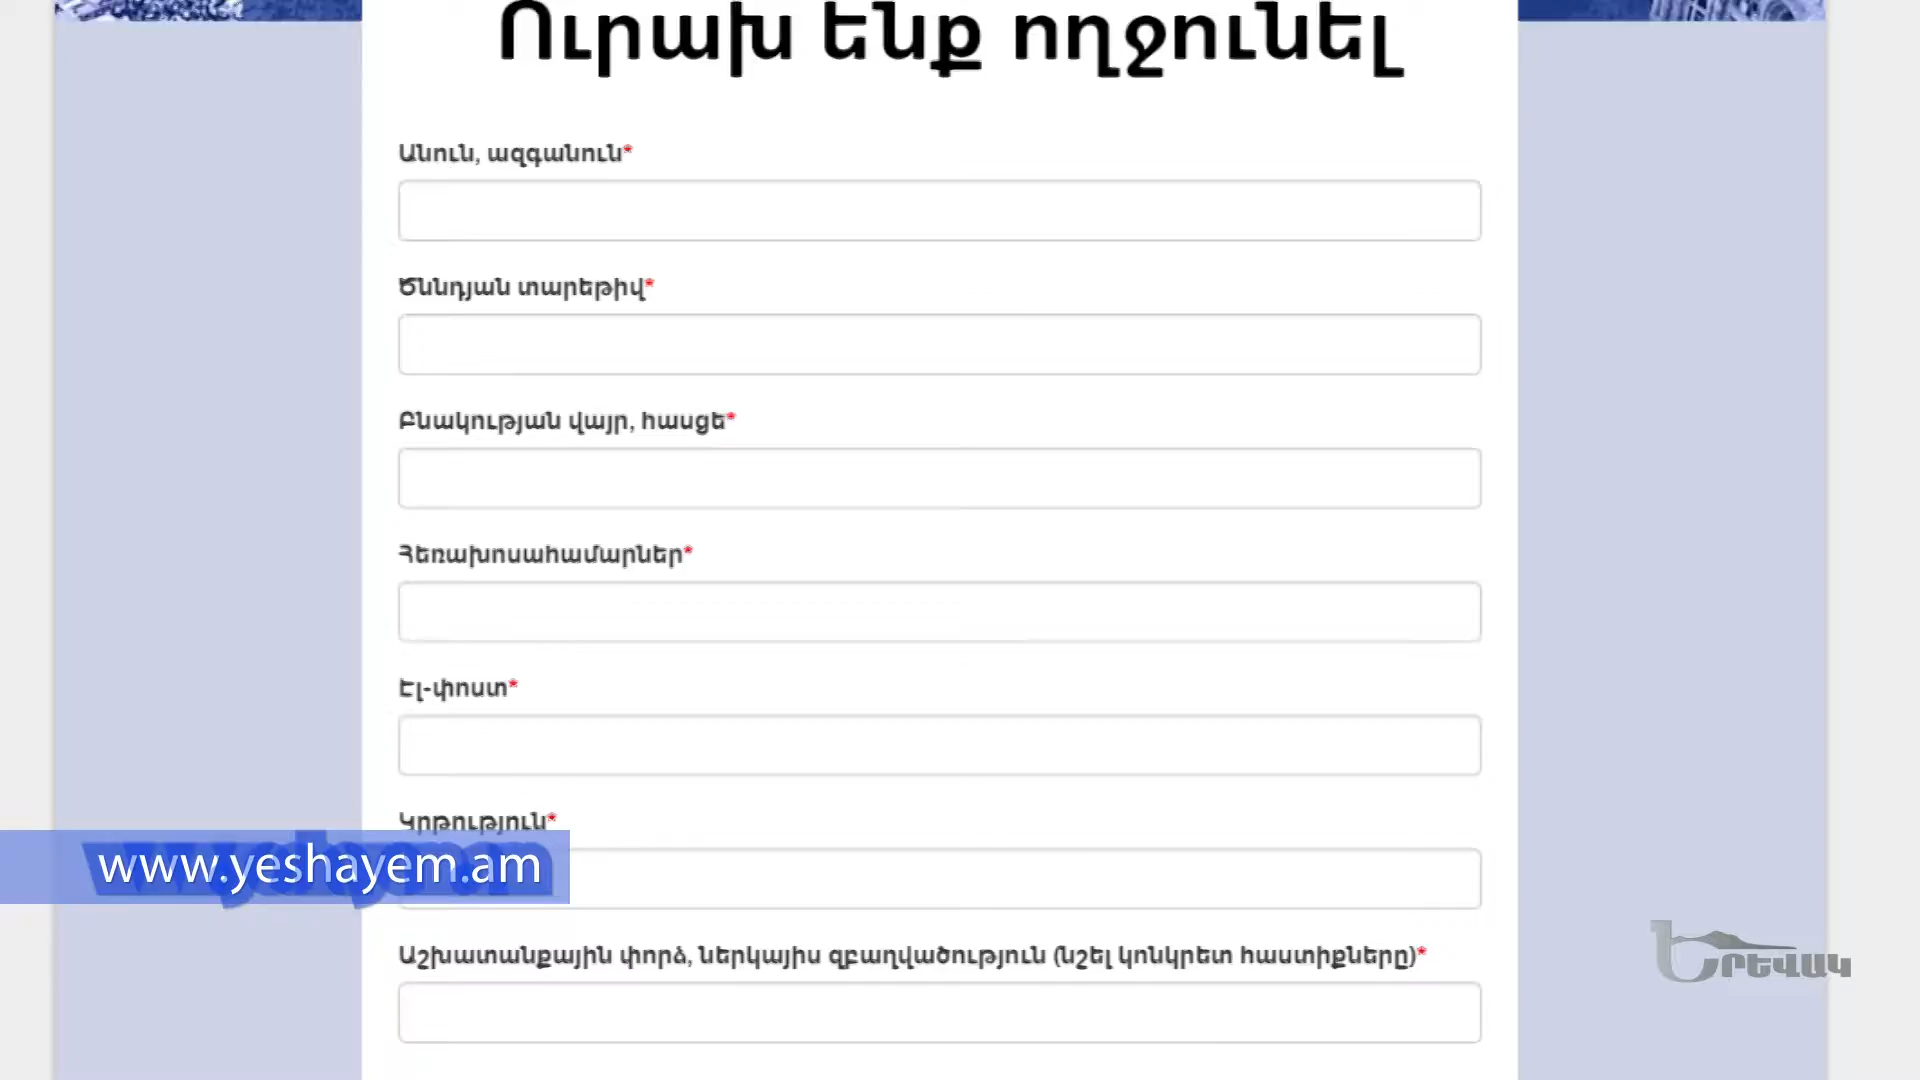 Ուրախ ենք ողջունել
Անուն, ազգանուն*
Ծննդյան տարեթիվ*
Բնակության վայր, հասցե*
Հեռախոսահամարներ*
Էլ-փոստ*
Կրթություն*
www.yeshayem.am
Աշխատանքային փորձ, ներկայիս զբաղվածություն (նշել կոնկրետ հաստիքները)*
Երևակ